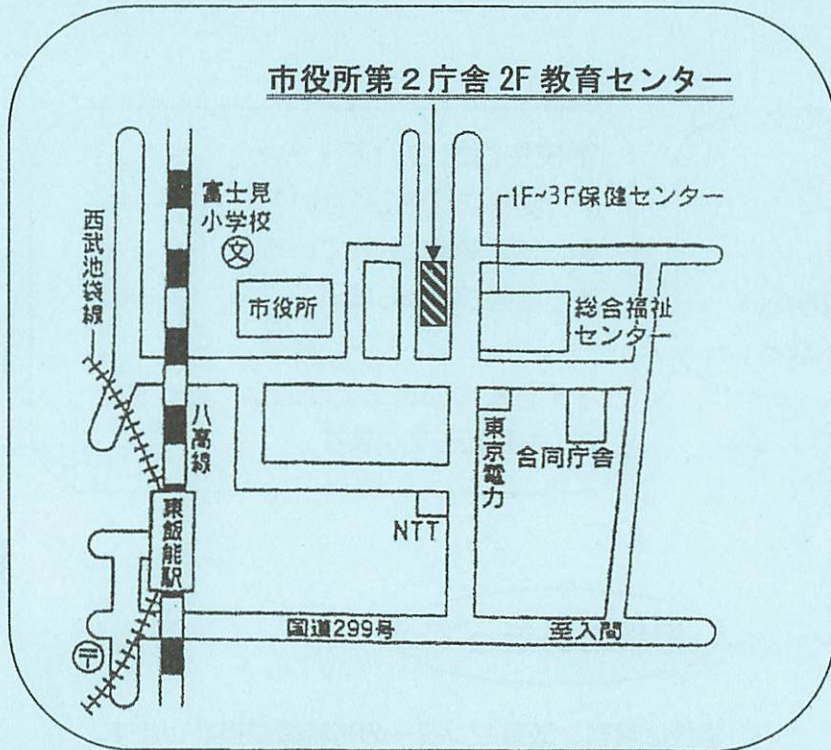 市役所第2庁舎 2F 教育センター
富士見
小学校
文
西武池袋線
市役所
1F~3F保健センター
総合福祉
センター
八高線
東京電力
合同庁舎
NTT
東飯能駅
国道299号
至入間
〒